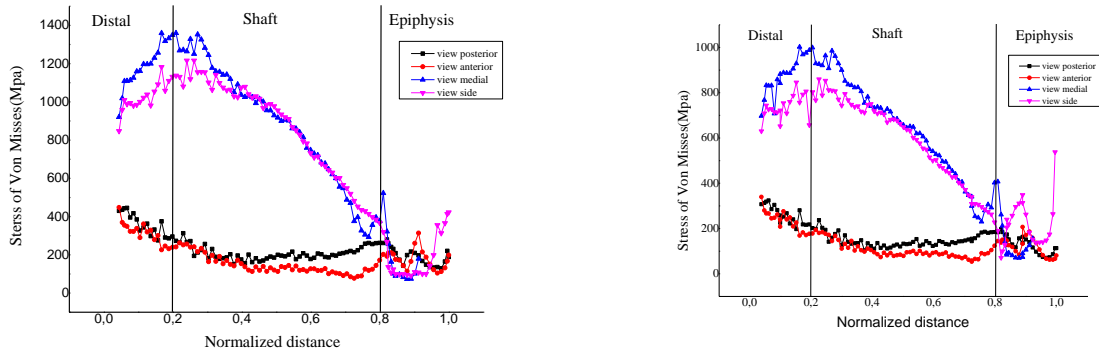 Distal Shaft Epiphysis
view posterior
view anterior
view medial
view side
Sterss of Von Misses(Mpa)
1400
1200
1000
800
600
400
200
0
0,0 0,2 0,4 0,6 0,8 1,0
Normalized distance
Distal Shaft Epiphysis
view posterior
view anterior
view medial
view side
Stress of Von Misses(Mpa)
1000
800
600
400
200
0
0,0 0,2 0,4 0,6 0,8 1,0
Normalized distance